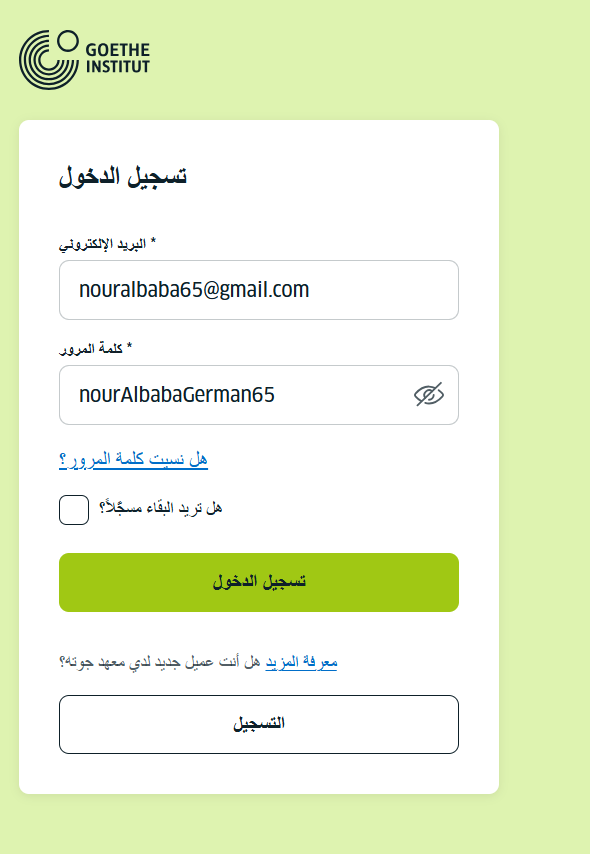 GOETHE
INSTITUT
تسجيل الدخول
البريد الإلكتروني *
nouralbaba65@gmail.com
كلمة المرور *
nourAlbabaGerman65
هل نسيت كلمة المرور؟
هل تريد البقاء مسجَّلاً؟
تسجيل الدخول
هل أنت عميل جديد لدي معهد جوته؟ معرفة المزيد
التسجيل